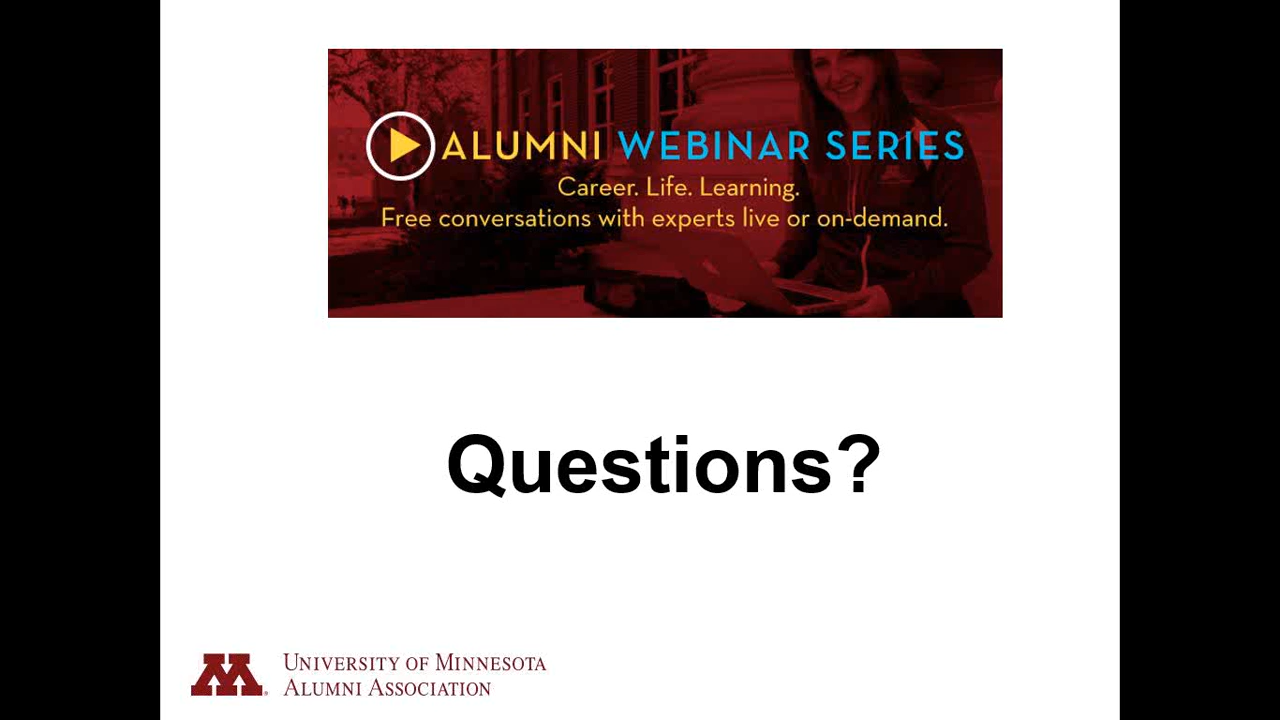 ALUMNI WEBINAR SERIES
Career. Life. Learning.
Free conversations with experts live or on-demand.
Questions?
M
UNIVERSITY OF MINNESOTA
ALUMNI ASSOCIATION